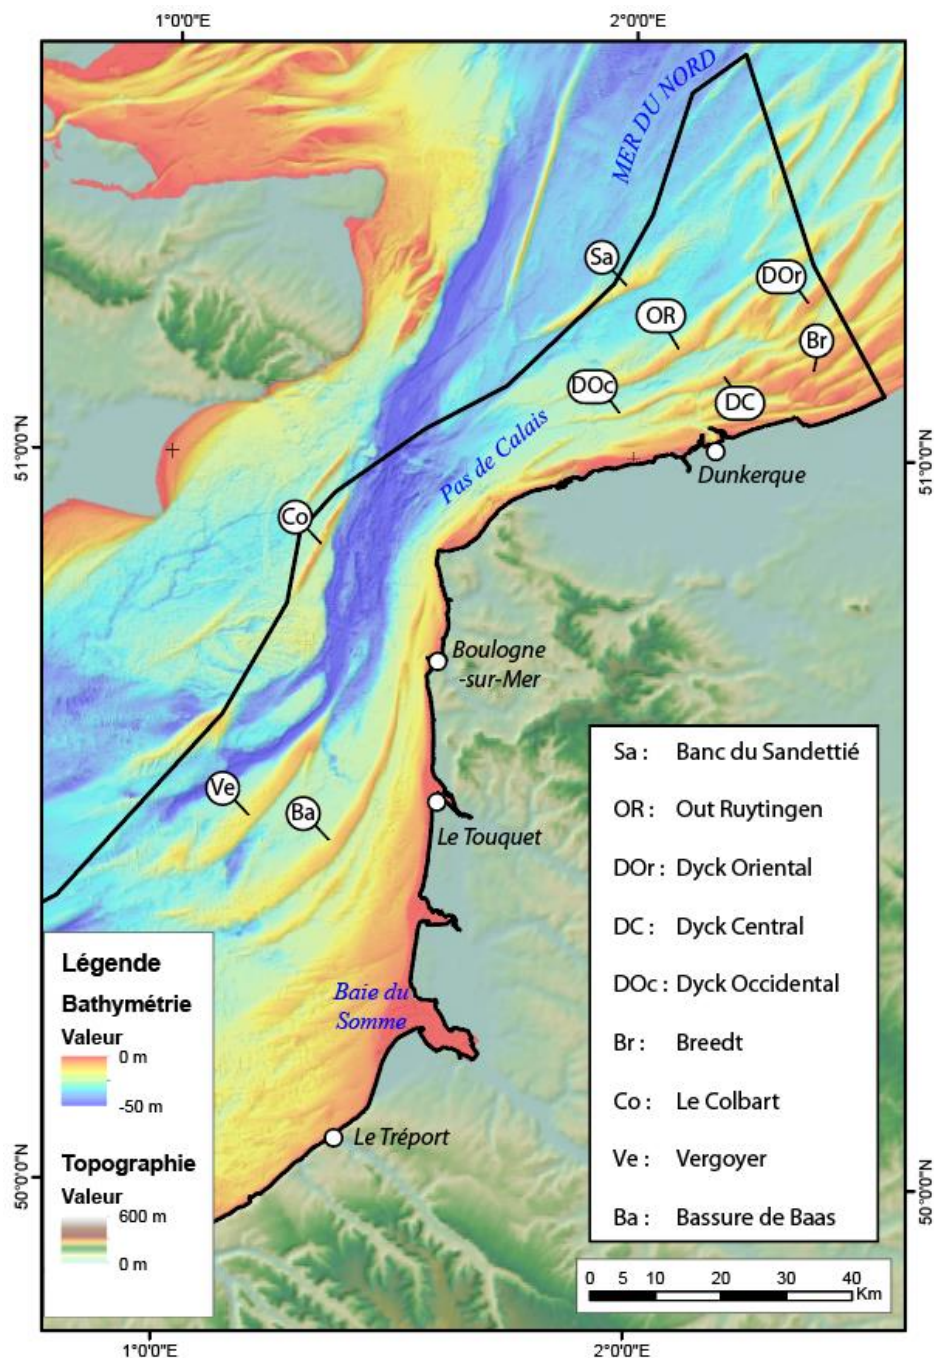 1°0'0"E
2°0'0"E
MER DU NORD
Sa
DOr
OR
Br
DOc
DC
51°0'0"N
51°0'0"N
Pas de Calais
Dunkerque
Co
Boulogne
-sur-Mer
Ve
Ba
Le Touquet
Baie du
Somme
Le Tréport
50°0'0"N
50°0'0"N
Sa : Banc du Sandettié
OR : Out Ruytingen
DOr : Dyck Oriental
DC : Dyck Central
DOc : Dyck Occidental
Br : Breedt
Co : Le Colbart
Ve : Vergoyer
Ba : Bassure de Baas
Légende
Bathymétrie
Valeur
0 m
-50 m
Topographie
Valeur
600 m
0 m
0 5 10 20 30 40
Km
1°0'0"E
2°0'0"E